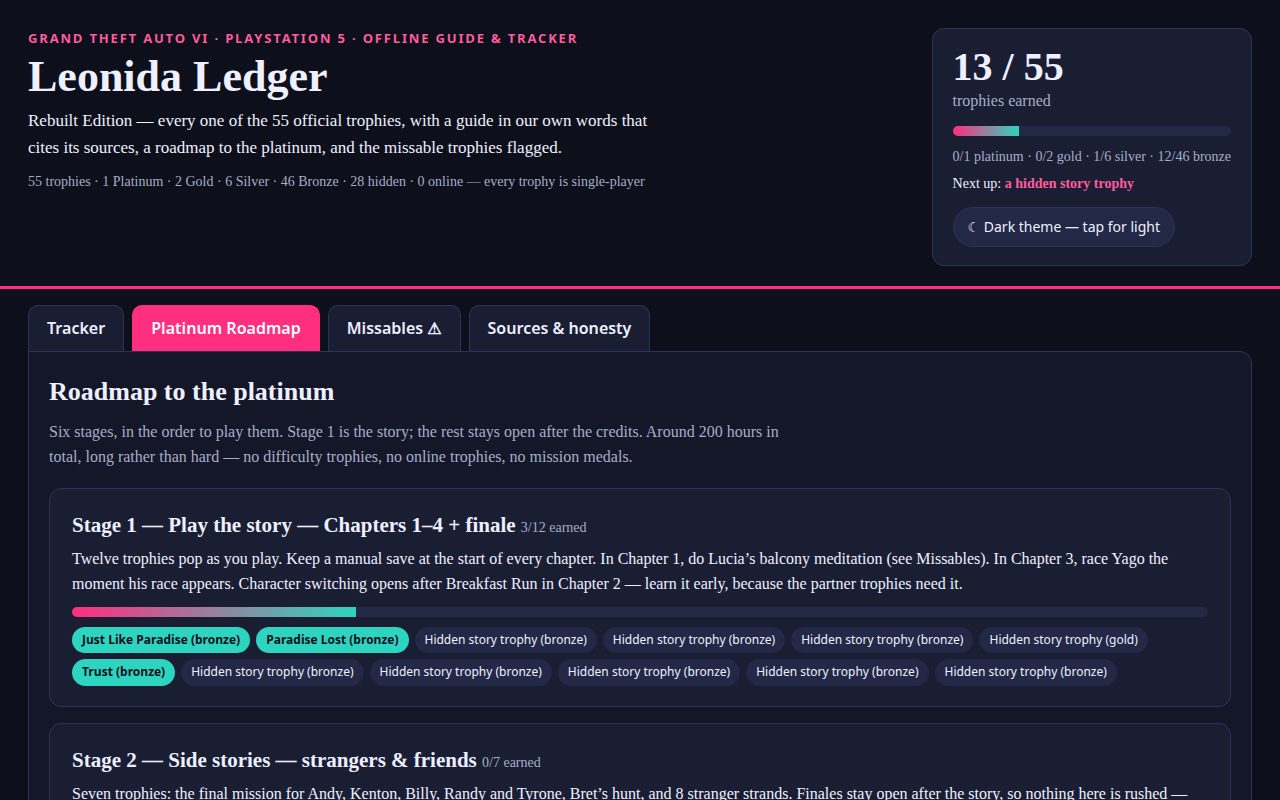 GRAND THEFT AUTO VI · PLAYSTATION 5 · OFFLINE GUIDE & TRACKER
Leonida Ledger
Rebuilt Edition — every one of the 55 official trophies, with a guide in our own words that
cites its sources, a roadmap to the platinum, and the missable trophies flagged.
55 trophies · 1 Platinum · 2 Gold · 6 Silver · 46 Bronze · 28 hidden · 0 online — every trophy is single-player
13 / 55
trophies earned
0/1 platinum · 0/2 gold · 1/6 silver · 12/46 bronze
Next up: a hidden story trophy
☾ Dark theme — tap for light
Tracker
Platinum Roadmap
Missables ⚠
Sources & honesty
Roadmap to the platinum
Six stages, in the order to play them. Stage 1 is the story; the rest stays open after the credits. Around 200 hours in
total, long rather than hard — no difficulty trophies, no online trophies, no mission medals.
Stage 1 — Play the story — Chapters 1–4 + finale 3/12 earned
Twelve trophies pop as you play. Keep a manual save at the start of every chapter. In Chapter 1, do Lucia’s balcony meditation (see Missables). In Chapter 3, race Yago the
moment his race appears. Character switching opens after Breakfast Run in Chapter 2 — learn it early, because the partner trophies need it.
Just Like Paradise (bronze) Paradise Lost (bronze) Hidden story trophy (bronze) Hidden story trophy (bronze) Hidden story trophy (bronze) Hidden story trophy (gold)
Trust (bronze) Hidden story trophy (bronze) Hidden story trophy (bronze) Hidden story trophy (bronze) Hidden story trophy (bronze) Hidden story trophy (bronze)
Stage 2 — Side stories — strangers & friends 0/7 earned
Seven trophies: the final mission for Andy, Kenton, Billy, Randy and Tyrone, Bret’s hunt, and 8 stranger strands. Finales stay open after the story, so nothing here is rushed —